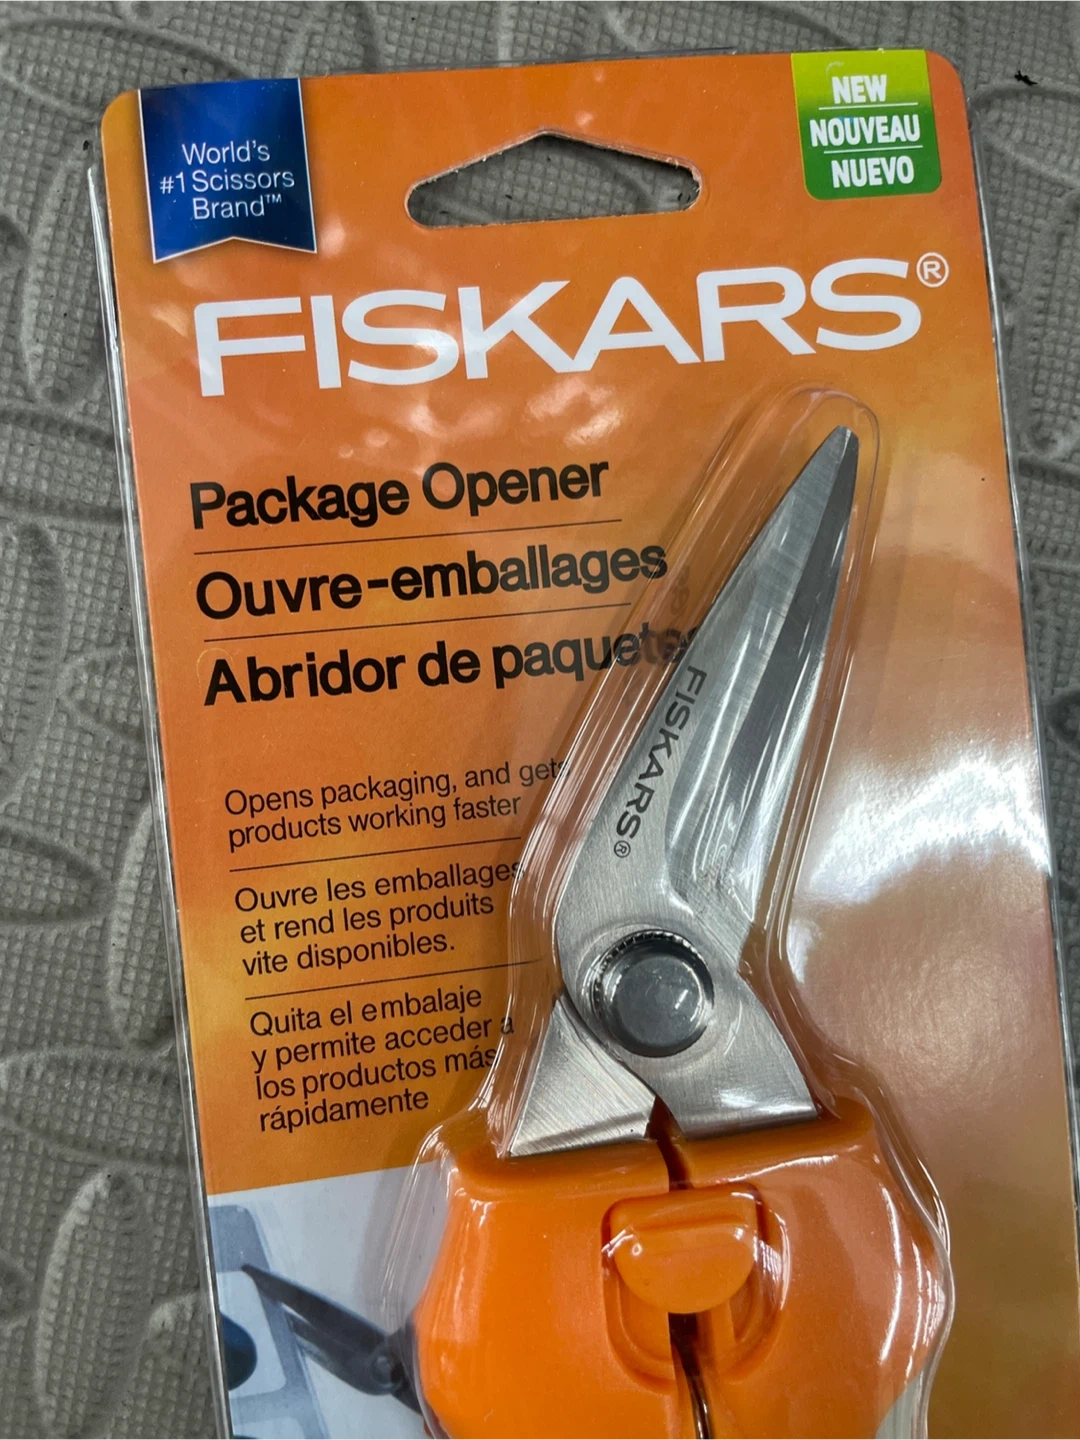 World's
#1 Scissors
Brand™
NEW
NOUVEAU
NUEVO
FISKARS®
Package Opener
Ouvre-emballages
Abridor de paquetes
Opens packaging, and gets
products working faster
Ouvre les emballages
et rend les produits
vite disponibles.
Quita el embalaje
y permite acceder a
los productos más
rápidamente
FISKARS®